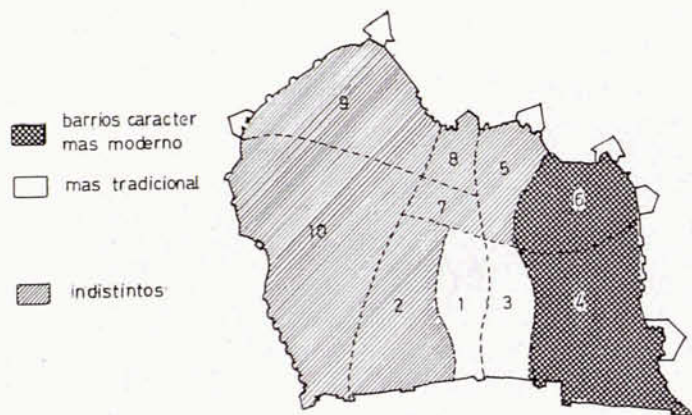 barrios caracter
mas moderno
mas tradicional
indistintos
9
8
5
6
7
10
2
1
3
4